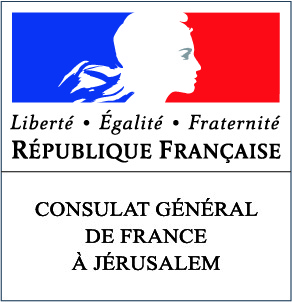 Liberté • Égalité • Fraternité
RÉPUBLIQUE FRANÇAISE
CONSULAT GÉNÉRAL
DE FRANCE
À JÉRUSALEM